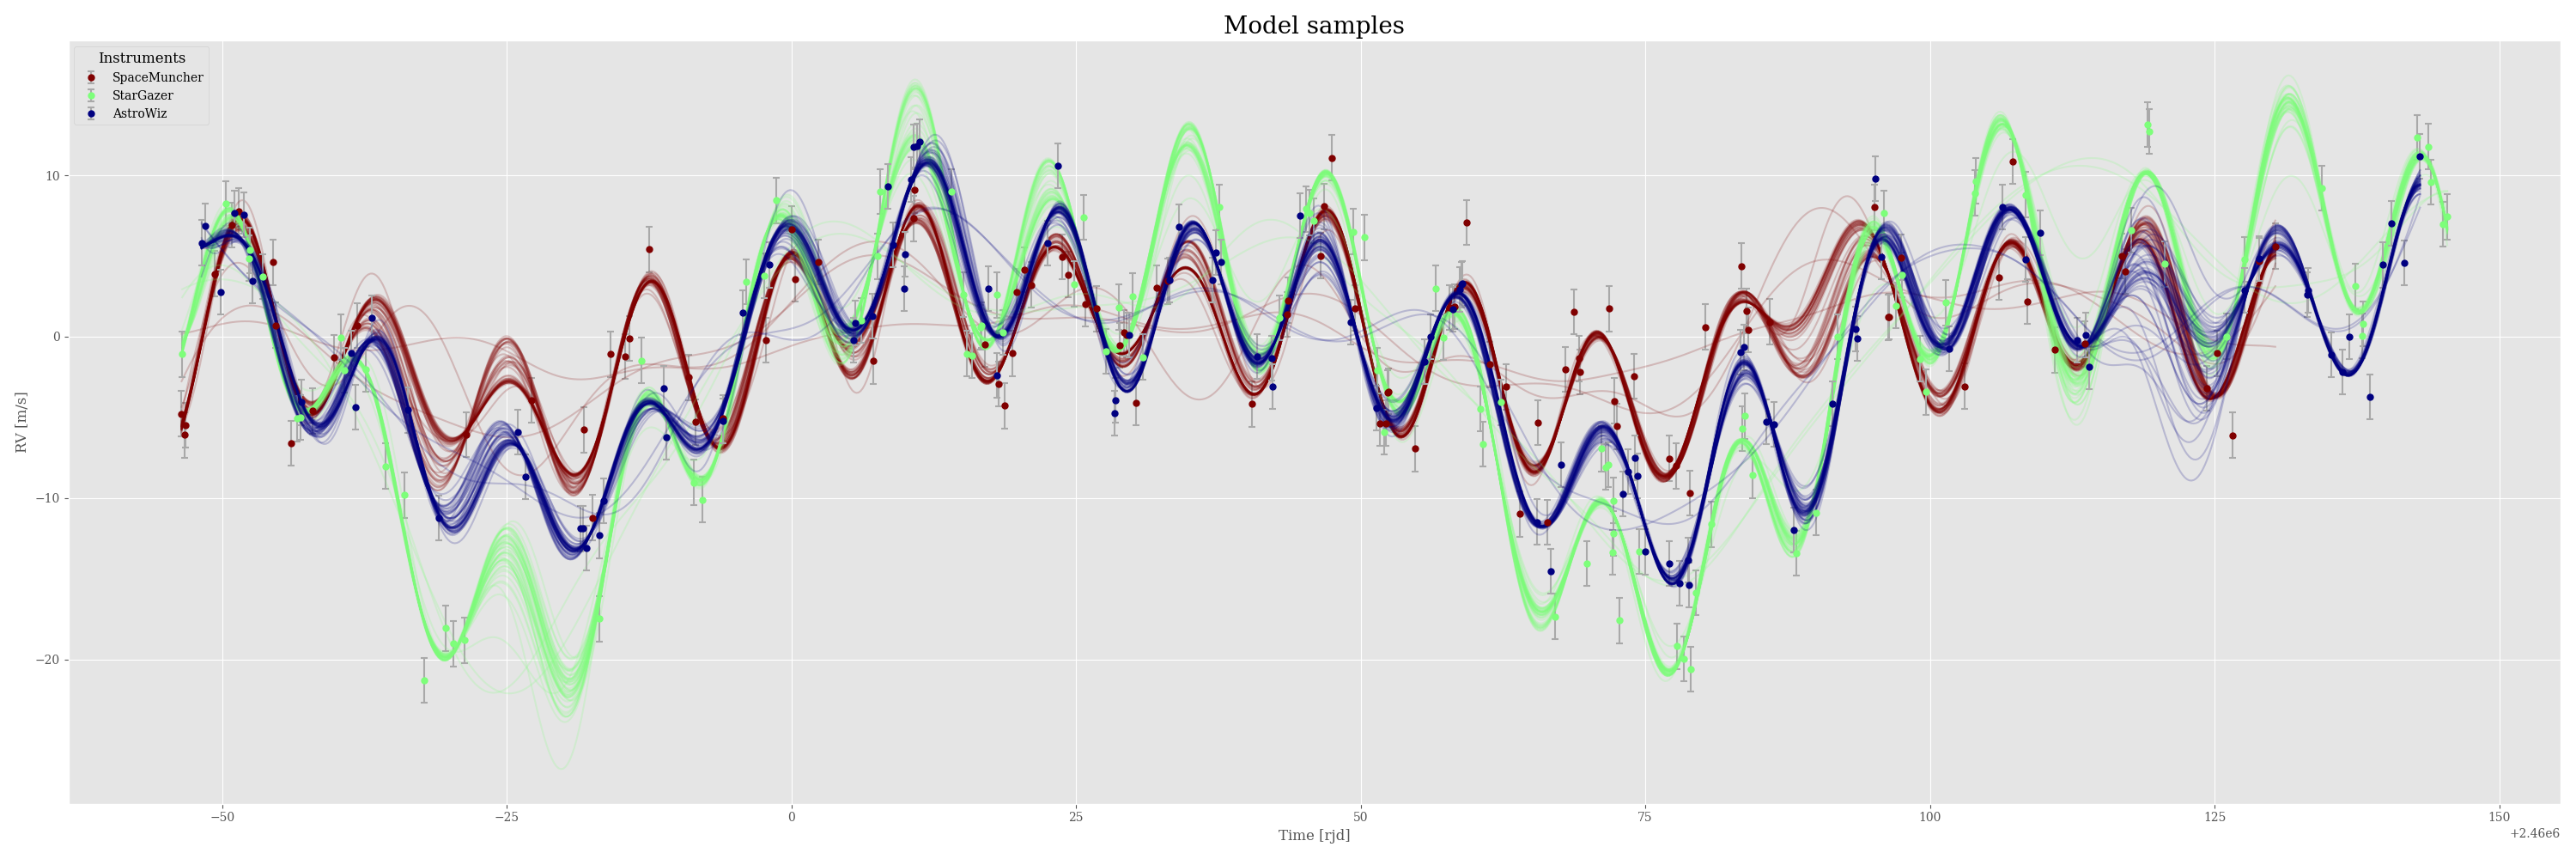 Model samples
Instruments
SpaceMuncher
StarGazer
AstroWiz
10
0
−10
−20
RV [m/s]
−50 −25 0 25 50 75 100 125 150
Time [rjd]
+2.46e6